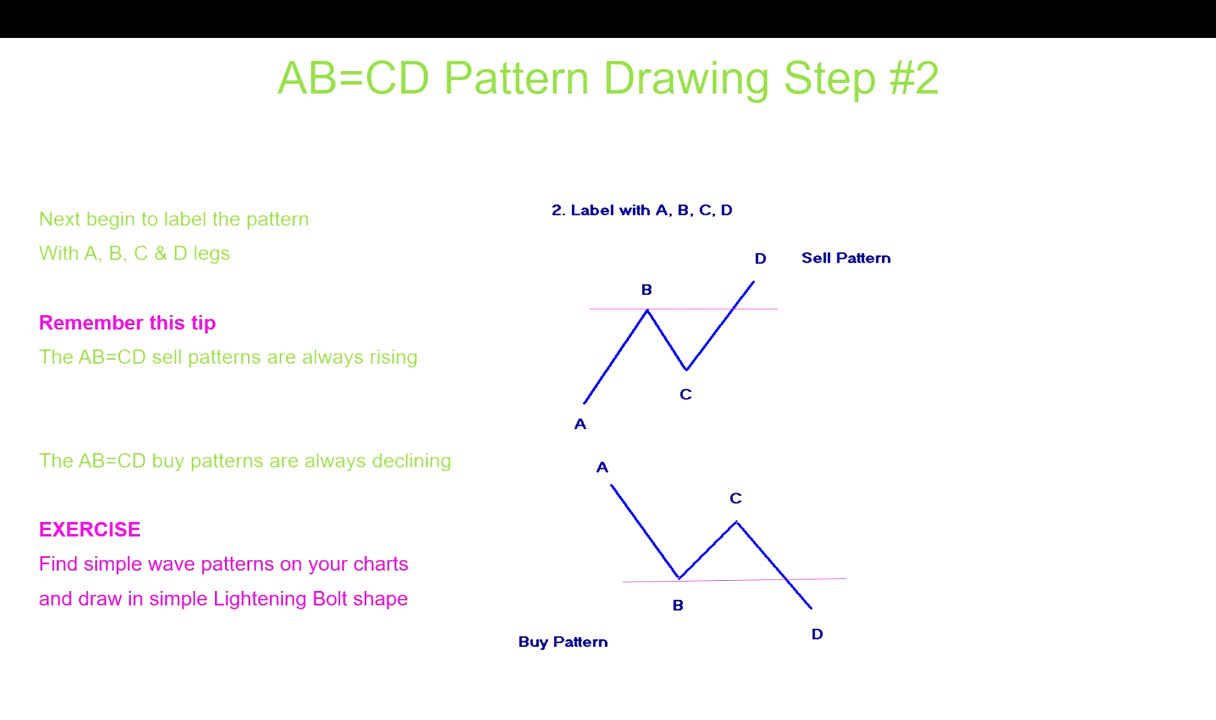 AB=CD Pattern Drawing Step #2
Next begin to label the pattern
With A, B, C & D legs
Remember this tip
The AB=CD sell patterns are always rising
The AB=CD buy patterns are always declining
EXERCISE
Find simple wave patterns on your charts
and draw in simple Lightening Bolt shape
2. Label with A, B, C, D
D Sell Pattern
B
C
A
A
C
B
D
Buy Pattern